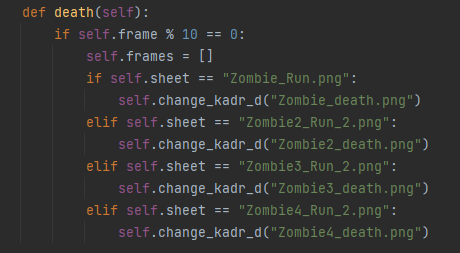 def death(self):
    if self.frame % 10 == 0:
        self.frames = []
        if self.sheet == "Zombie_Run.png":
            self.change_kadr_d("Zombie_death.png")
        elif self.sheet == "Zombie2_Run_2.png":
            self.change_kadr_d("Zombie2_death.png")
        elif self.sheet == "Zombie3_Run_2.png":
            self.change_kadr_d("Zombie3_death.png")
        elif self.sheet == "Zombie4_Run_2.png":
            self.change_kadr_d("Zombie4_death.png")